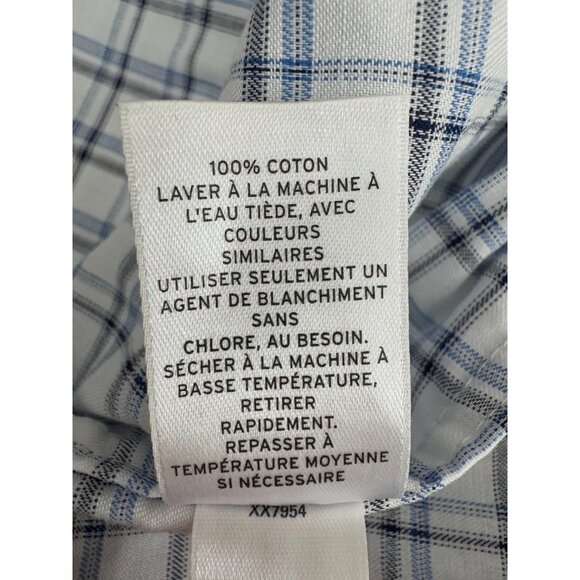 100% COTON
LAVER À LA MACHINE À
L'EAU TIÈDE, AVEC
COULEURS
SIMILAIRES
UTILISER SEULEMENT UN
AGENT DE BLANCHIMENT
SANS
CHLORE, AU BESOIN.
SÉCHER À LA MACHINE À
BASSE TEMPÉRATURE,
RETIRER
RAPIDEMENT.
REPASSER À
TEMPÉRATURE MOYENNE
SI NÉCESSAIRE
XX7954